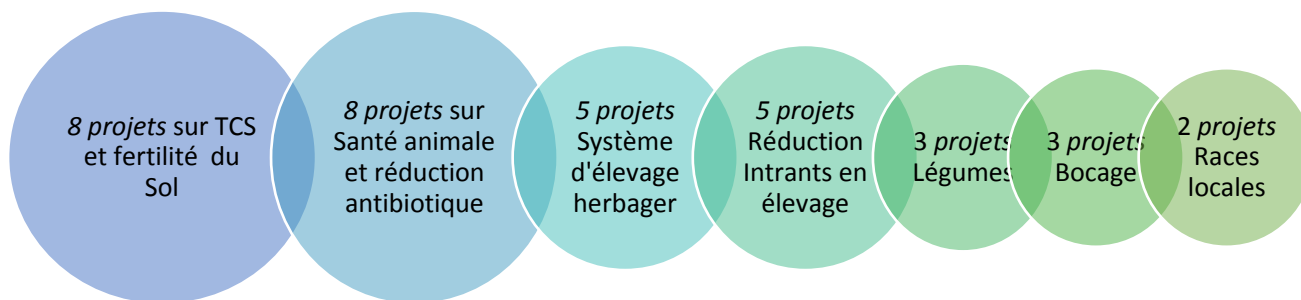 8 projets sur TCS
et fertilité du
Sol
8 projets sur
Santé animale
et réduction
antibiotique
5 projets
Système
d'élevage
herbager
5 projets
Réduction
Intrants en
élevage
3 projets
Légumes
3 projets
Bocage
2 projets
Races
locales